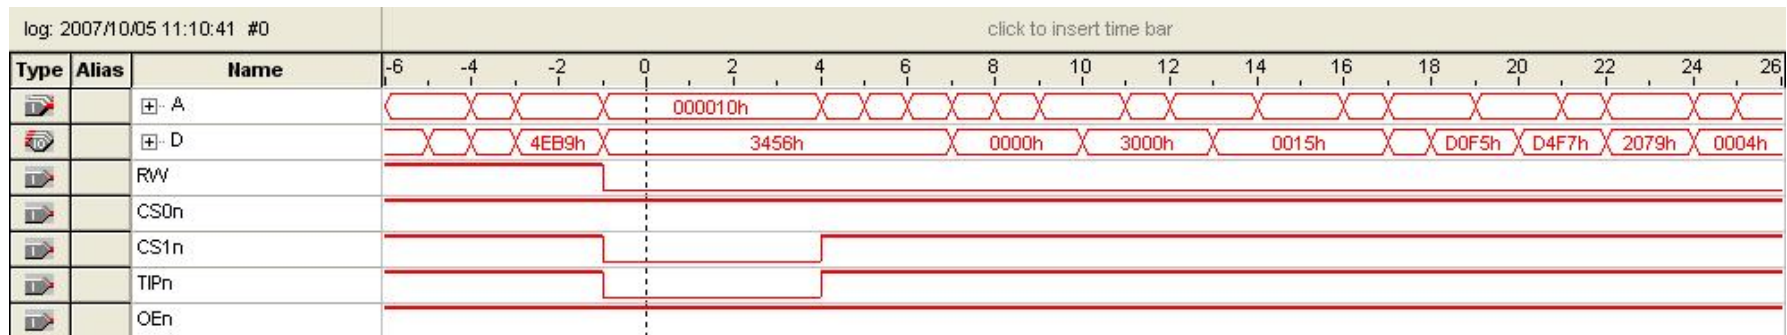 log: 2007/10/05 11:10:41 #0 click to insert time bar
Type Alias Name -6 -4 -2 0 2 4 6 8 10 12 14 16 18 20 22 24 26
A 000010h
D 4EB9h 3456h 0000h 3000h 0015h D0F5h D4F7h 2079h 0004h
RW
CS0n
CS1n
TIPn
OEn